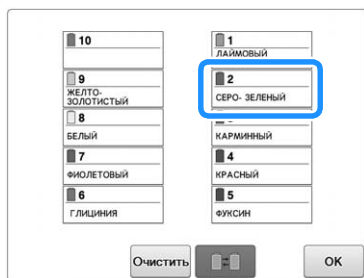 10
1
ЛАЙМОВЫЙ
9
ЖЕЛТО-
ЗОЛОТИСТЫЙ
2
СЕРО- ЗЕЛЕНЫЙ
8
БЕЛЫЙ
КАРМИННЫЙ
7
ФИОЛЕТОВЫЙ
4
КРАСНЫЙ
6
ГЛИЦИНИЯ
5
ФУКСИН
Очистить
OK